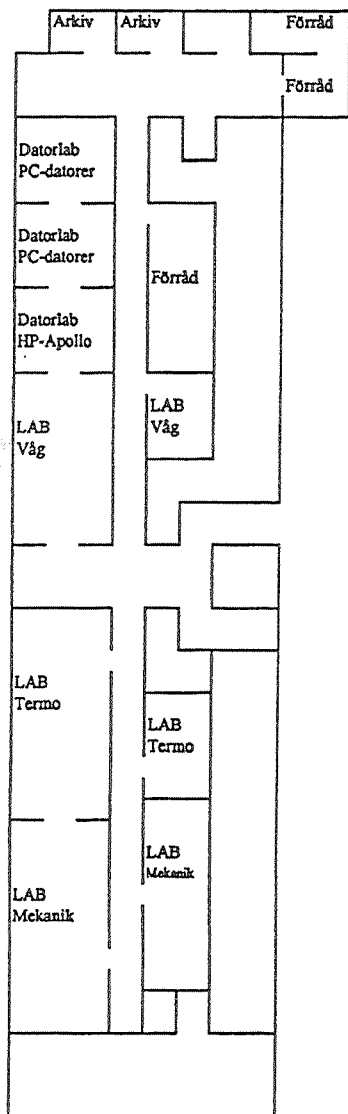 Arkiv
Arkiv
Förråd
Förråd
Datorlab
PC-datorer
Datorlab
PC-datorer
Förråd
Datorlab
HP-Apollo
LAB
Våg
LAB
Våg
LAB
Termo
LAB
Termo
LAB
Mekanik
LAB
Mekanik